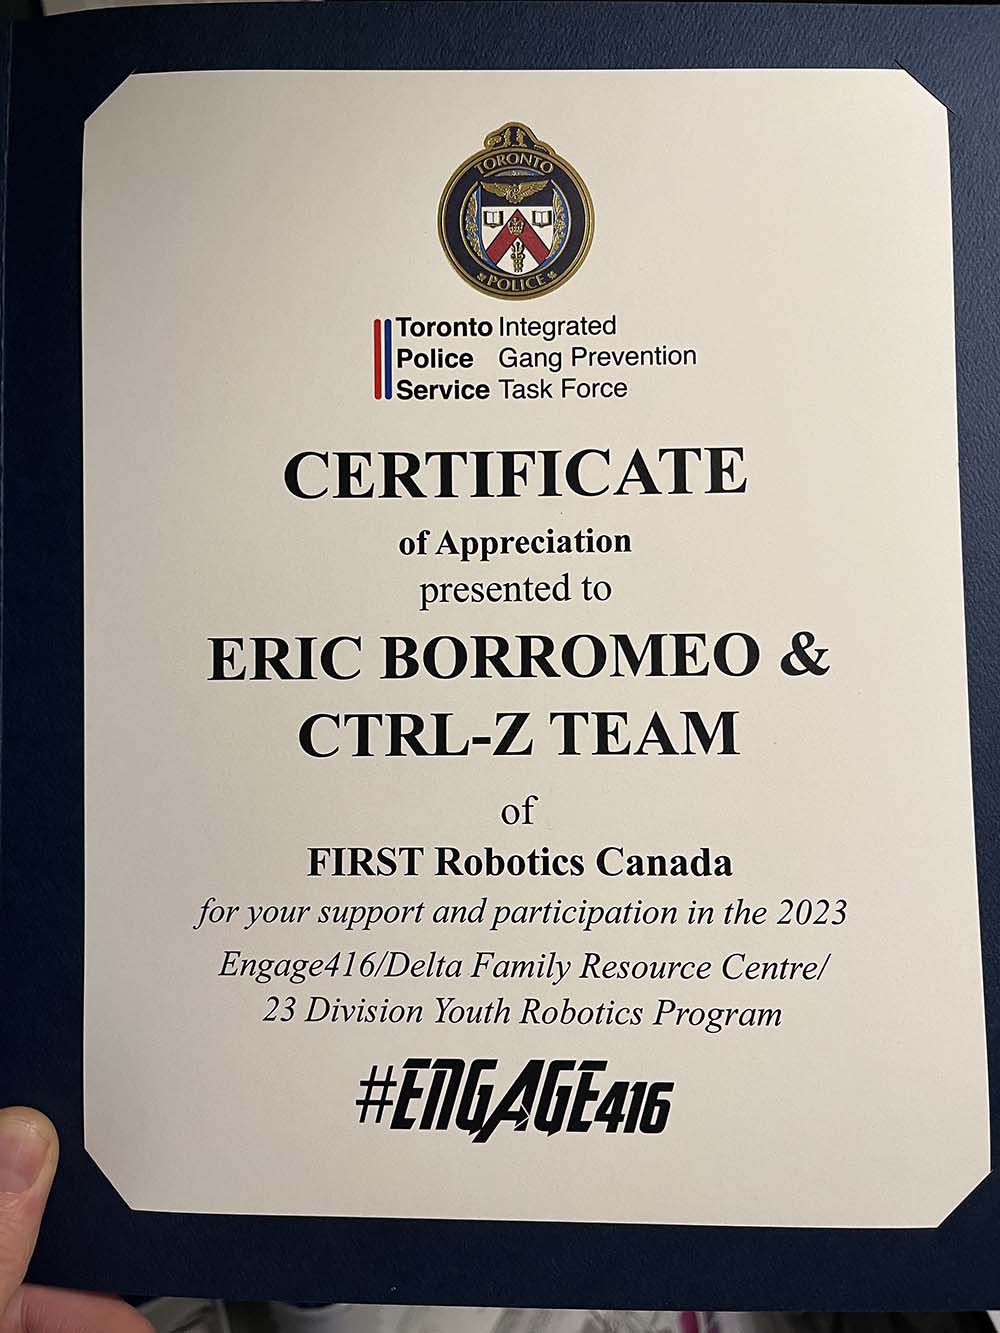 TORONTO
POLICE
Toronto Integrated
Police Gang Prevention
Service Task Force
CERTIFICATE
of Appreciation
presented to
ERIC BORROMEO &
CTRL-Z TEAM
of
FIRST Robotics Canada
for your support and participation in the 2023
Engage416/Delta Family Resource Centre/
23 Division Youth Robotics Program
#ENGAGE416